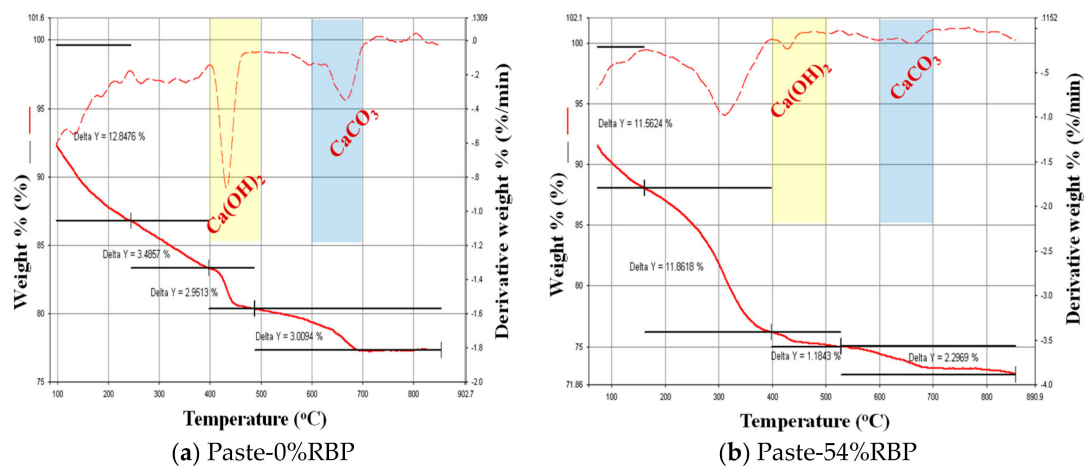 101.6
100
95
90
85
80
75
.1309
.0
-.2
-.4
-.6
-.8
-1.0
-1.2
-1.4
-1.6
-1.8
-2.0
Weight % (%)
Derivative weight % (%/min)
Delta Y = 12.8476 %
Delta Y = 3.4857 %
Delta Y = 2.9513 %
Delta Y = 3.0094 %
Ca(OH)2
CaCO3
100 200 300 400 500 600 700 800 902.7
Temperature (oC)
(a) Paste-0%RBP
102.1
100
95
90
85
80
75
71.86
.1152
.0
-.5
-1.0
-1.5
-2.0
-2.5
-3.0
-3.5
-4.0
Weight % (%)
Derivative weight % (%/min)
Delta Y = 11.5624 %
Delta Y = 11.8618 %
Delta Y = 1.1843 %
Delta Y = 2.2969 %
Ca(OH)2
CaCO3
100 200 300 400 500 600 700 800 890.9
Temperature (oC)
(b) Paste-54%RBP